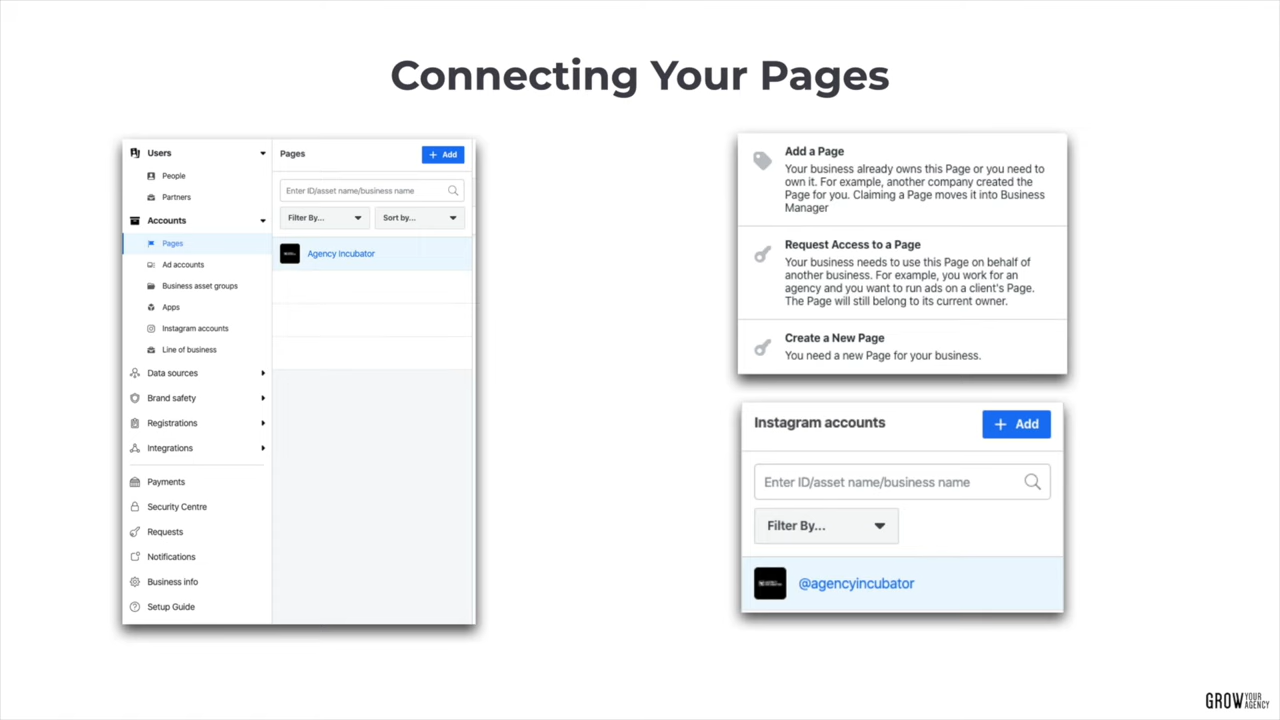 Connecting Your Pages
Users
People
Partners
Accounts
Pages
Ad accounts
Business asset groups
Apps
Instagram accounts
Line of business
Data sources
Brand safety
Registrations
Integrations
Payments
Security Centre
Requests
Notifications
Business info
Setup Guide
Pages
+ Add
Enter ID/asset name/business name
Filter By...
Sort by...
Agency Incubator
Add a Page
Your business already owns this Page or you need to
own it. For example, another company created the
Page for you. Claiming a Page moves it into Business
Manager
Request Access to a Page
Your business needs to use this Page on behalf of
another business. For example, you work for an
agency and you want to run ads on a client's Page.
The Page will still belong to its current owner.
Create a New Page
You need a new Page for your business.
Instagram accounts
+ Add
Enter ID/asset name/business name
Filter By...
@agencyincubator
GROW YOUR AGENCY